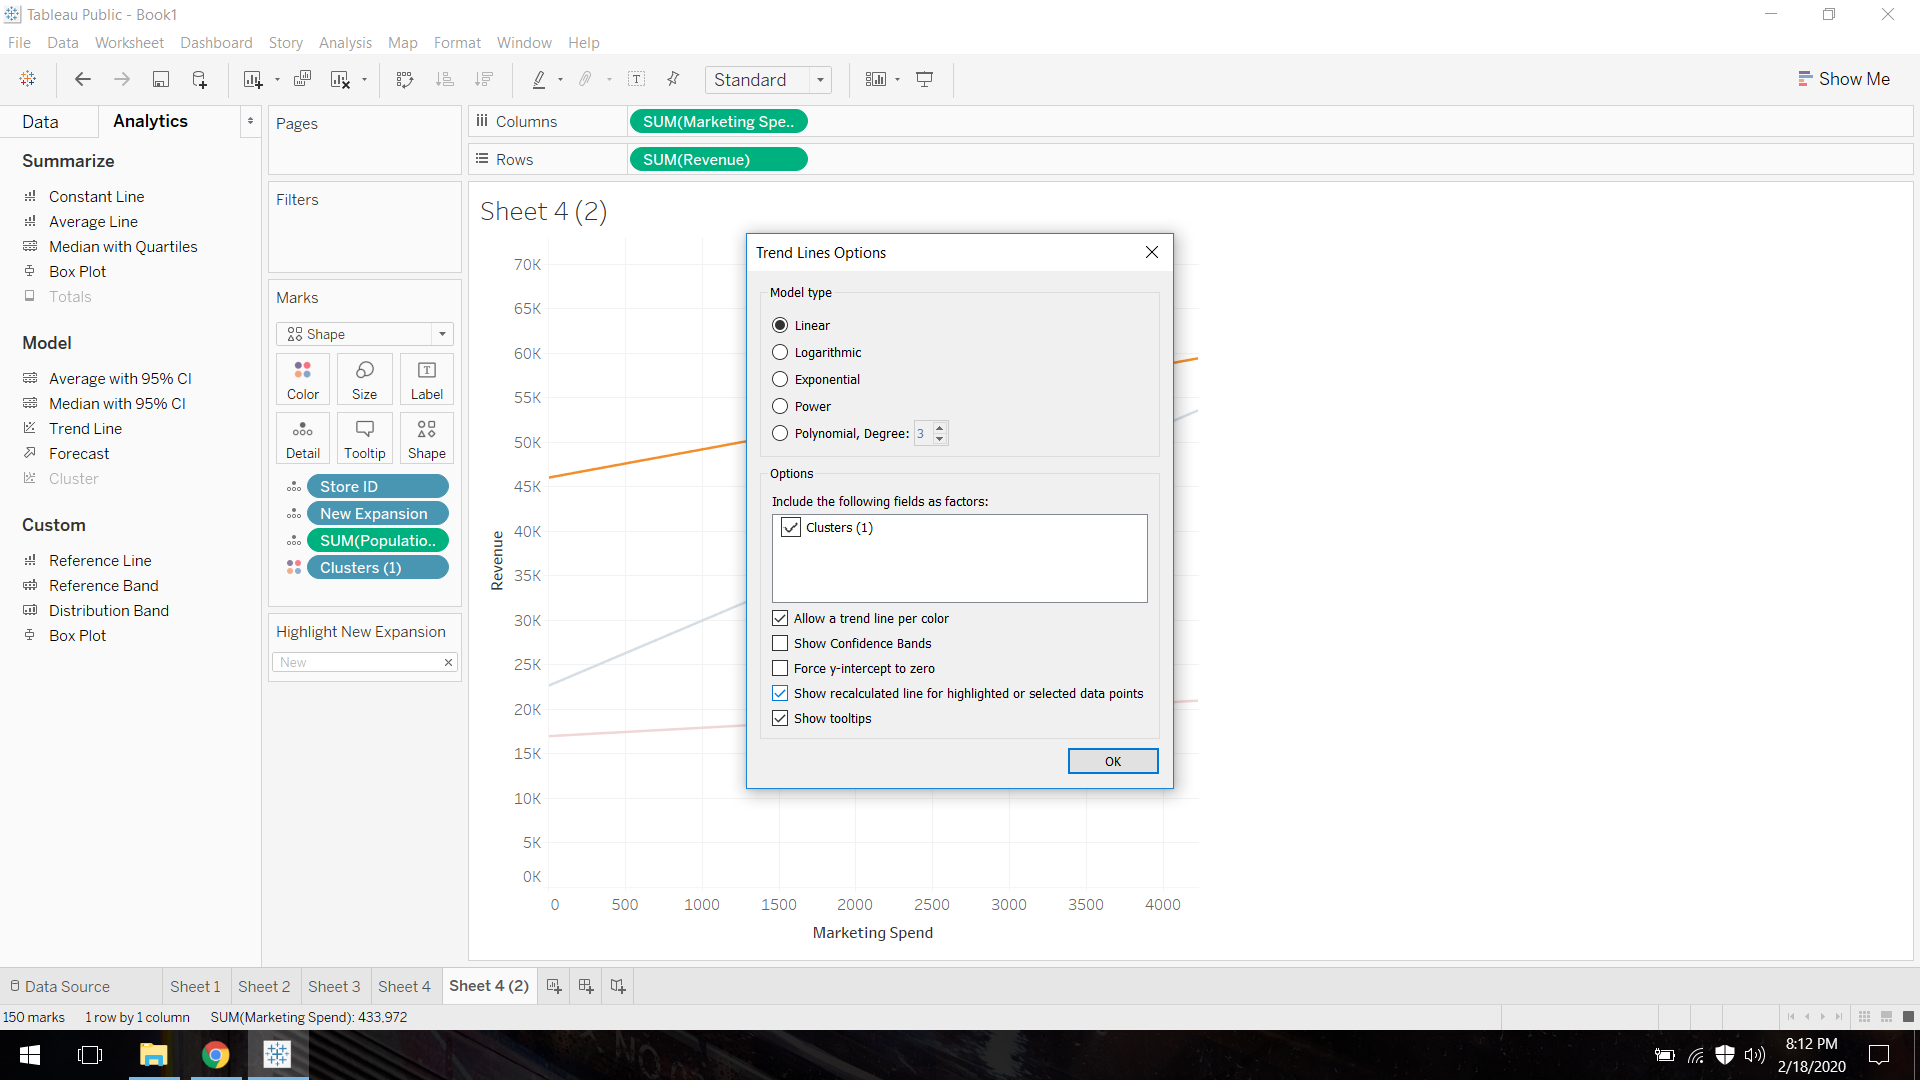 Tableau Public - Book1
File Data Worksheet Dashboard Story Analysis Map Format Window Help
Standard
Show Me
Data Analytics
Summarize
Constant Line
Average Line
Median with Quartiles
Box Plot
Totals
Model
Average with 95% CI
Median with 95% CI
Trend Line
Forecast
Cluster
Custom
Reference Line
Reference Band
Distribution Band
Box Plot
Pages
Filters
Marks
Shape
Color Size Label
Detail Tooltip Shape
Store ID
New Expansion
SUM(Populatio..
Clusters (1)
Highlight New Expansion
New
Columns SUM(Marketing Spe..
Rows SUM(Revenue)
Sheet 4 (2)
70K
65K
60K
55K
50K
45K
40K
35K
30K
25K
20K
15K
10K
5K
0K
Revenue
0 500 1000 1500 2000 2500 3000 3500 4000
Marketing Spend
Trend Lines Options
Model type
Linear
Logarithmic
Exponential
Power
Polynomial, Degree: 3
Options
Include the following fields as factors:
Clusters (1)
Allow a trend line per color
Show Confidence Bands
Force y-intercept to zero
Show recalculated line for highlighted or selected data points
Show tooltips
OK
Data Source Sheet 1 Sheet 2 Sheet 3 Sheet 4 Sheet 4 (2)
150 marks 1 row by 1 column SUM(Marketing Spend): 433,972
8:12 PM
2/18/2020